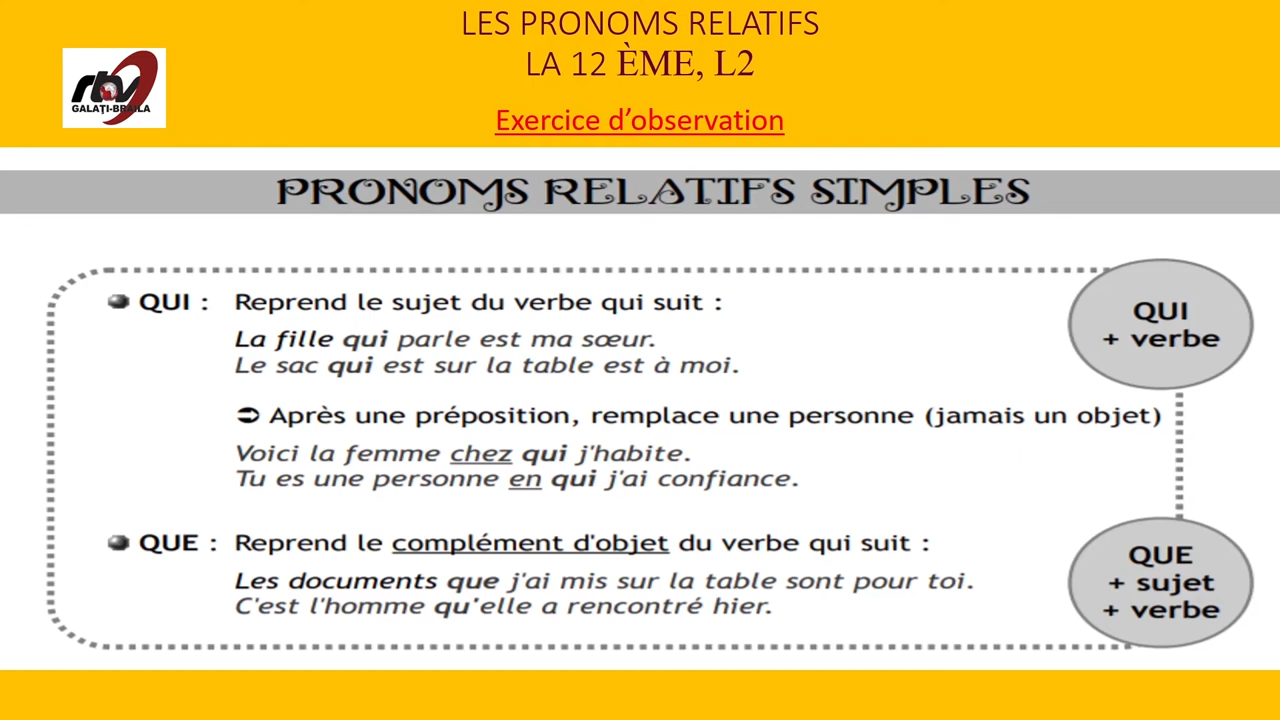 LES PRONOMS RELATIFS
LA 12 ÈME, L2
Exercice d’observation
rtv
GALAȚI-BRAILA
PRONOMS RELATIFS SIMPLES
QUI : Reprend le sujet du verbe qui suit :
La fille qui parle est ma sœur.
Le sac qui est sur la table est à moi.
➲ Après une préposition, remplace une personne (jamais un objet)
Voici la femme chez qui j'habite.
Tu es une personne en qui j'ai confiance.
QUI
+ verbe
QUE : Reprend le complément d'objet du verbe qui suit :
Les documents que j'ai mis sur la table sont pour toi.
C'est l'homme qu'elle a rencontré hier.
QUE
+ sujet
+ verbe